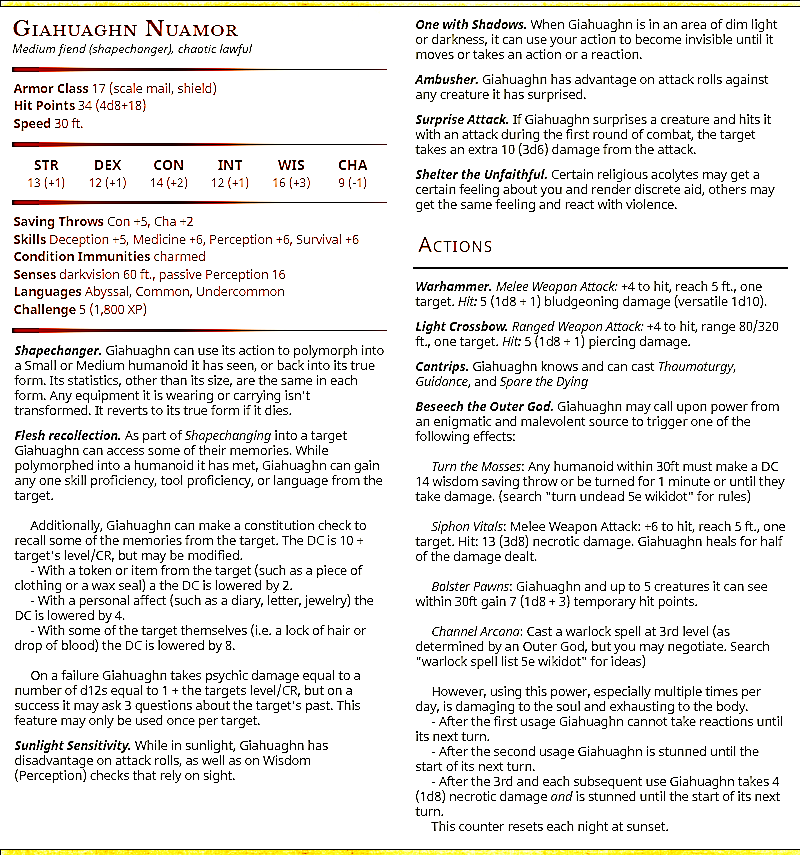 Giahuaghn Nuamor
Medium fiend (shapechonger), chaotic lawful
Armor Class 17 (scale mail, shield)
Hit Points 34 (4d8+18)
Speed 30 ft.
STR DEX CON INT WIS CHA
13 (+1) 12 (+1) 14 (+2) 12 (+1) 16 (+3) 9 (-1)
Saving Throws Con +5, Cha +2
Skills Deception +5, Medicine +6, Perception +6, Survival +6
Condition Immunities charmed
Senses darkvision 60 ft., passive Perception 16
Languages Abyssal, Common, Undercommon
Challenge 5 (1,800 XP)
Shapechanger. Giahuaghn can use its action to polymorph into
a Small or Medium humanoid it has seen, or back into its true
form. Its statistics, other than its size, are the same in each
form. Any equipment it is wearing or carrying isn't
transformed. It reverts to its true form if it dies.
Flesh recollection. As part of Shapechanging into a target
Giahuaghn can access some of their memories. While
polymorphed into a humanoid it has met, Giahuaghn can gain
any one skill proficiency, tool proficiency, or language from the
target.
Additionally, Giahuaghn can make a constitution check to
recall some of the memories from the target. The DC is 10 +
target's level/CR, but may be modified.
- With a token or item from the target (such as a piece of
clothing or a wax seal) a the DC is lowered by 2.
- With a personal affect (such as a diary, letter, jewelry) the
DC is lowered by 4.
- With some of the target themselves (i.e. a lock of hair or
drop of blood) the DC is lowered by 8.
On a failure Giahuaghn takes psychic damage equal to a
number of d12s equal to 1 + the targets level/CR, but on a
success it may ask 3 questions about the target's past. This
feature may only be used once per target.
Sunlight Sensitivity. While in sunlight, Giahuaghn has
disadvantage on attack rolls, as well as on Wisdom
(Perception) checks that rely on sight.
One with Shadows. When Giahuaghn is in an area of dim light
or darkness, it can use your action to become invisible until it
moves or takes an action or a reaction.
Ambusher. Giahuaghn has advantage on attack rolls against
any creature it has surprised.
Surprise Attack. If Giahuaghn surprises a creature and hits it
with an attack during the first round of combat, the target
takes an extra 10 (3d6) damage from the attack.
Shelter the Unfaithful. Certain religious acolytes may get a
certain feeling about you and render discrete aid, others may
get the same feeling and react with violence.
Actions
Warhammer. Melee Weapon Attack: +4 to hit, reach 5 ft., one
target. Hit: 5 (1d8 + 1) bludgeoning damage (versatile 1d10).
Light Crossbow. Ranged Weapon Attack: +4 to hit, range 80/320
ft., one target. Hit: 5 (1d8 + 1) piercing damage.
Cantrips. Giahuaghn knows and can cast Thaumaturgy,
Guidance, and Spare the Dying
Beseech the Outer God. Giahuaghn may call upon power from
an enigmatic and malevolent source to trigger one of the
following effects:
Turn the Masses: Any humanoid within 30ft must make a DC
14 wisdom saving throw or be turned for 1 minute or until they
take damage. (search "turn undead 5e wikidot" for rules)
Siphon Vitals: Melee Weapon Attack: +6 to hit, reach 5 ft., one
target. Hit: 13 (3d8) necrotic damage. Giahuaghn heals for half
of the damage dealt.
Bolster Pawns: Giahuaghn and up to 5 creatures it can see
within 30ft gain 7 (1d8 + 3) temporary hit points.
Channel Arcana: Cast a warlock spell at 3rd level (as
determined by an Outer God, but you may negotiate. Search
"warlock spell list 5e wikidot" for ideas)
However, using this power, especially multiple times per
day, is damaging to the soul and exhausting to the body.
- After the first usage Giahuaghn cannot take reactions until
its next turn.
- After the second usage Giahuaghn is stunned until the
start of its next turn.
- After the 3rd and each subsequent use Giahuaghn takes 4
(1d8) necrotic damage and is stunned until the start of its next
turn.
This counter resets each night at sunset.